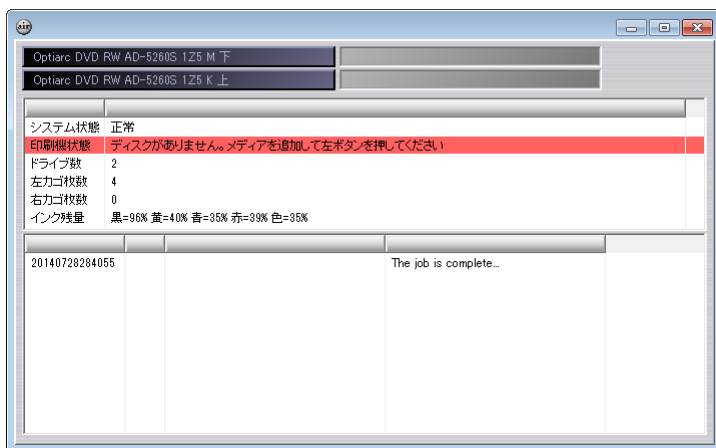 air
Optiarc DVD RW AD-5260S 1Z5 M 下
Optiarc DVD RW AD-5260S 1Z5 K 上
システム状態 正常
印刷機状態 ディスクがありません。メディアを追加して左ボタンを押してください
ドライブ数 2
左カゴ枚数 4
右カゴ枚数 0
インク残量 黒=96% 黄=40% 青=35% 赤=39% 色=35%
20140728284055 The job is complete...